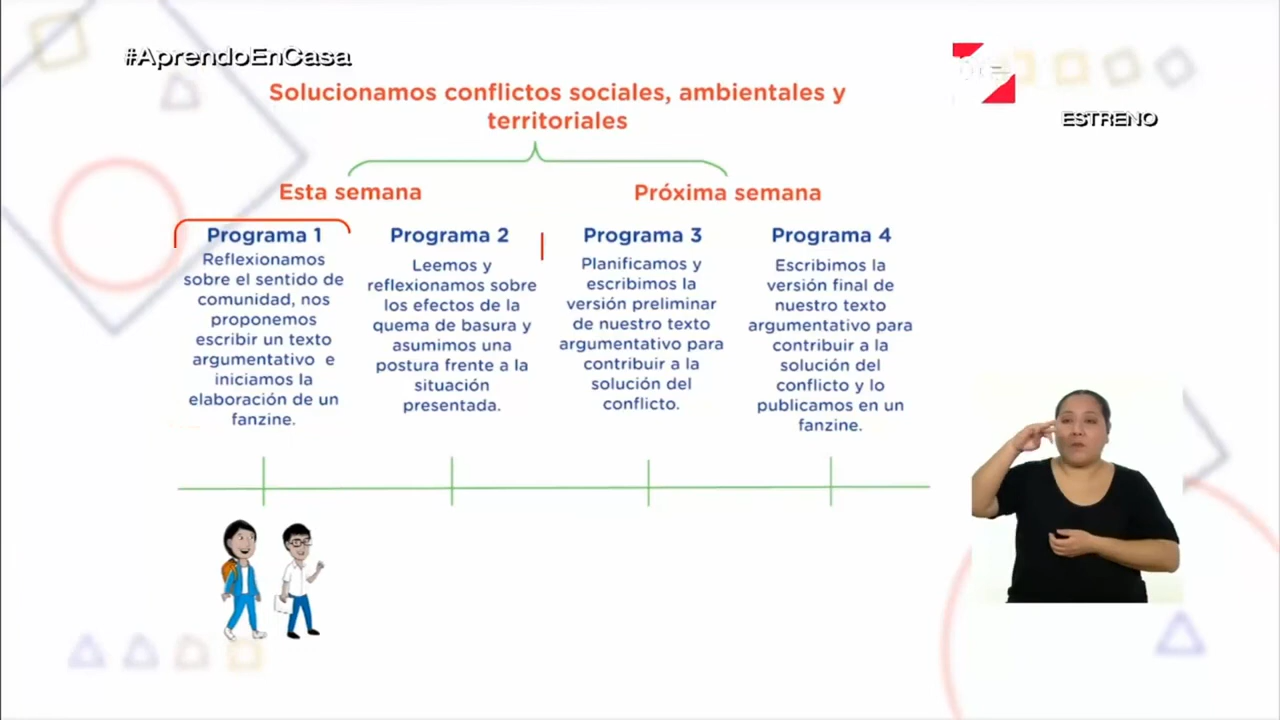 #AprendoEnCasa
ESTRENO
Solucionamos conflictos sociales, ambientales y
territoriales
Esta semana
Próxima semana
Programa 1
Reflexionamos
sobre el sentido de
comunidad, nos
proponemos
escribir un texto
argumentativo e
iniciamos la
elaboración de un
fanzine.
Programa 2
Leemos y
reflexionamos sobre
los efectos de la
quema de basura y
asumimos una
postura frente a la
situación
presentada.
Programa 3
Planificamos y
escribimos la
versión preliminar
de nuestro texto
argumentativo para
contribuir a la
solución del
conflicto.
Programa 4
Escribimos la
versión final de
nuestro texto
argumentativo para
contribuir a la
solución del
conflicto y lo
publicamos en un
fanzine.